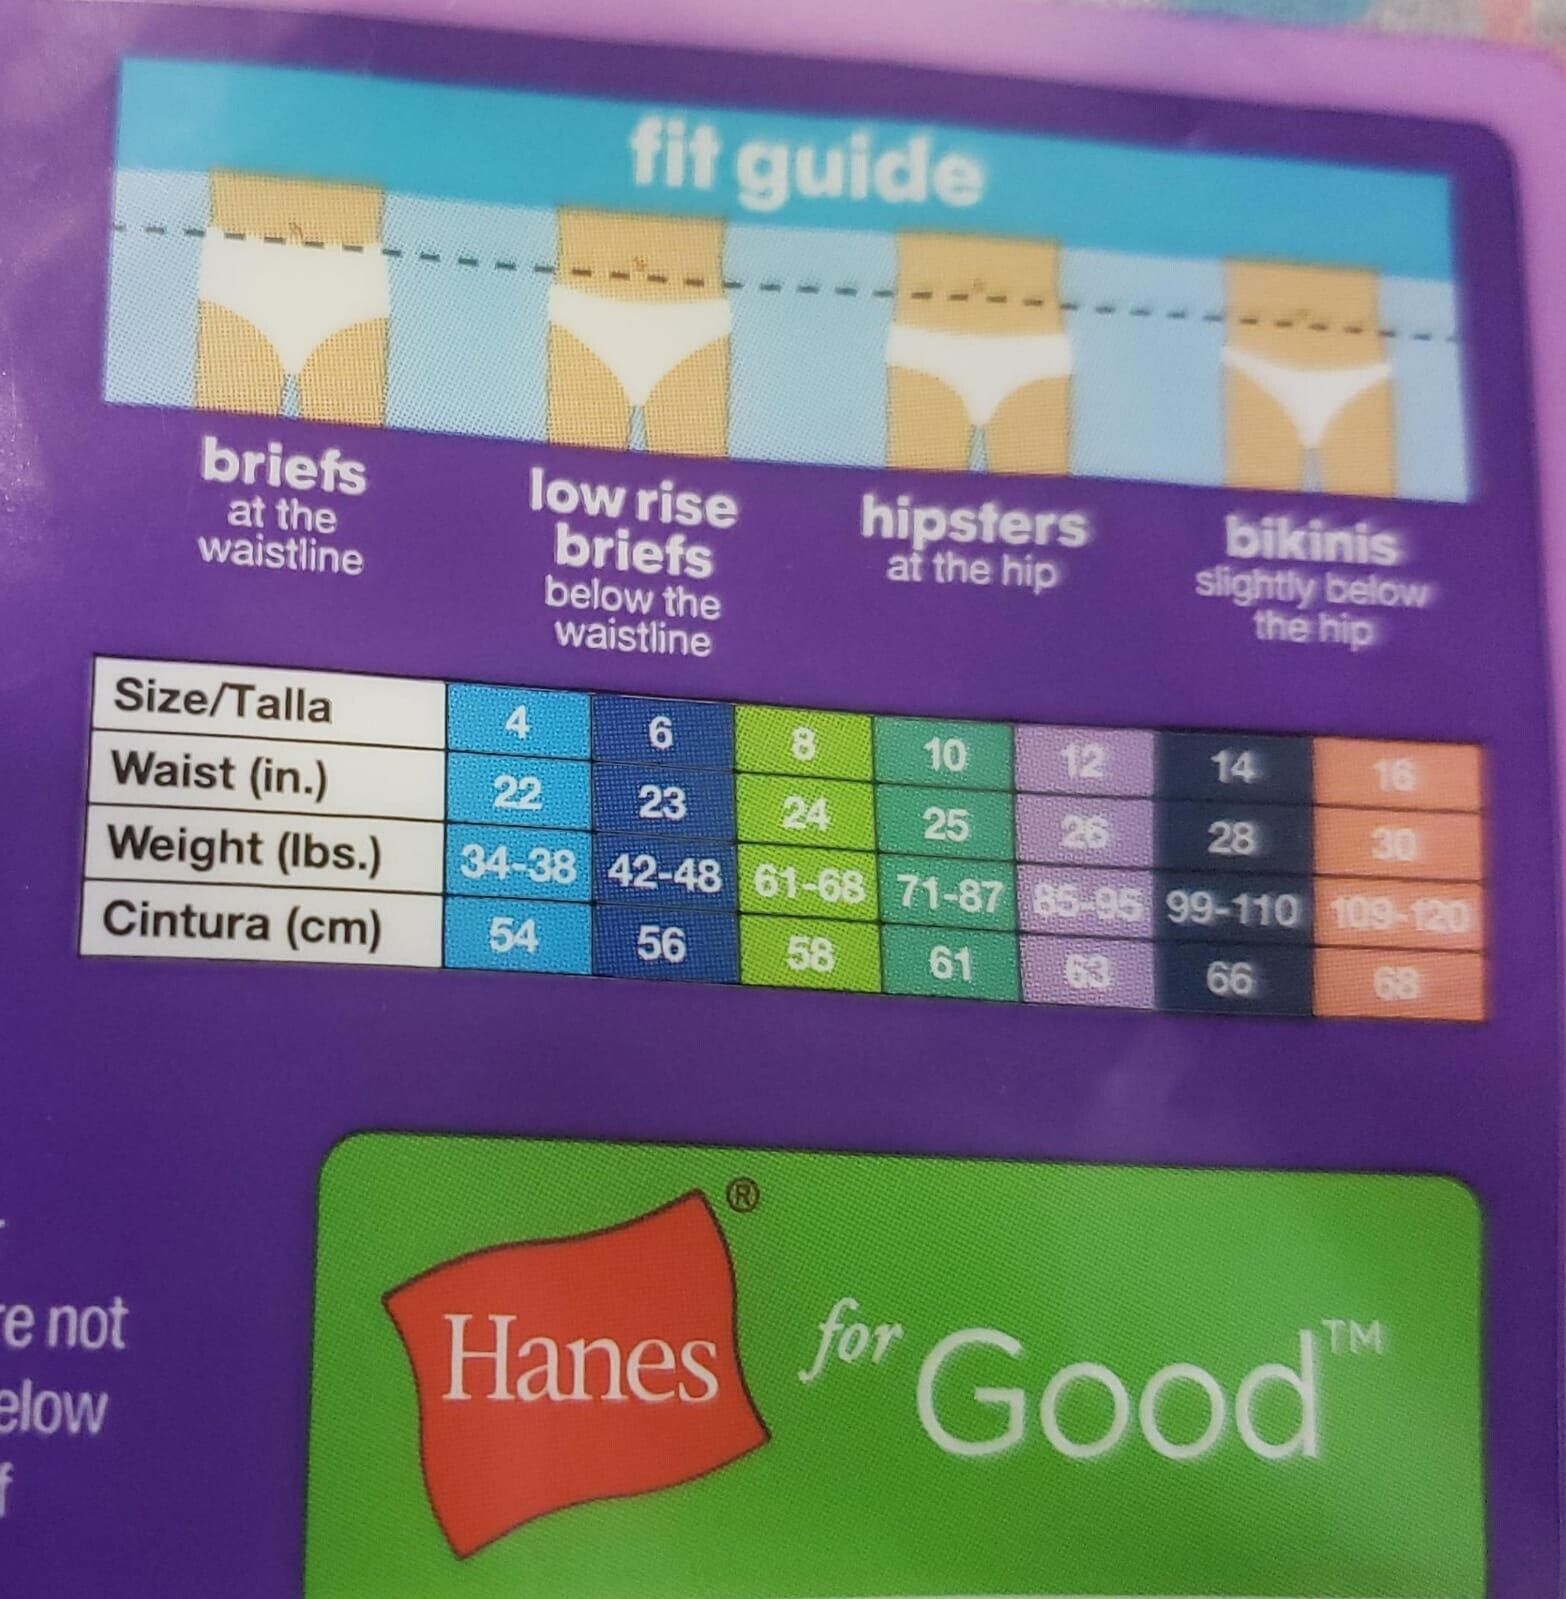 fit guide
briefs
at the
waistline
low rise
briefs
below the
waistline
hipsters
at the hip
bikinis
slightly below
the hip
Size/Talla 4 6 8 10 12 14 16
Waist (in.) 22 23 24 25 26 28 30
Weight (lbs.) 34-38 42-48 61-68 71-87 85-95 99-110 109-120
Cintura (cm) 54 56 58 61 63 66 68
Hanes® for Good™
not
elow